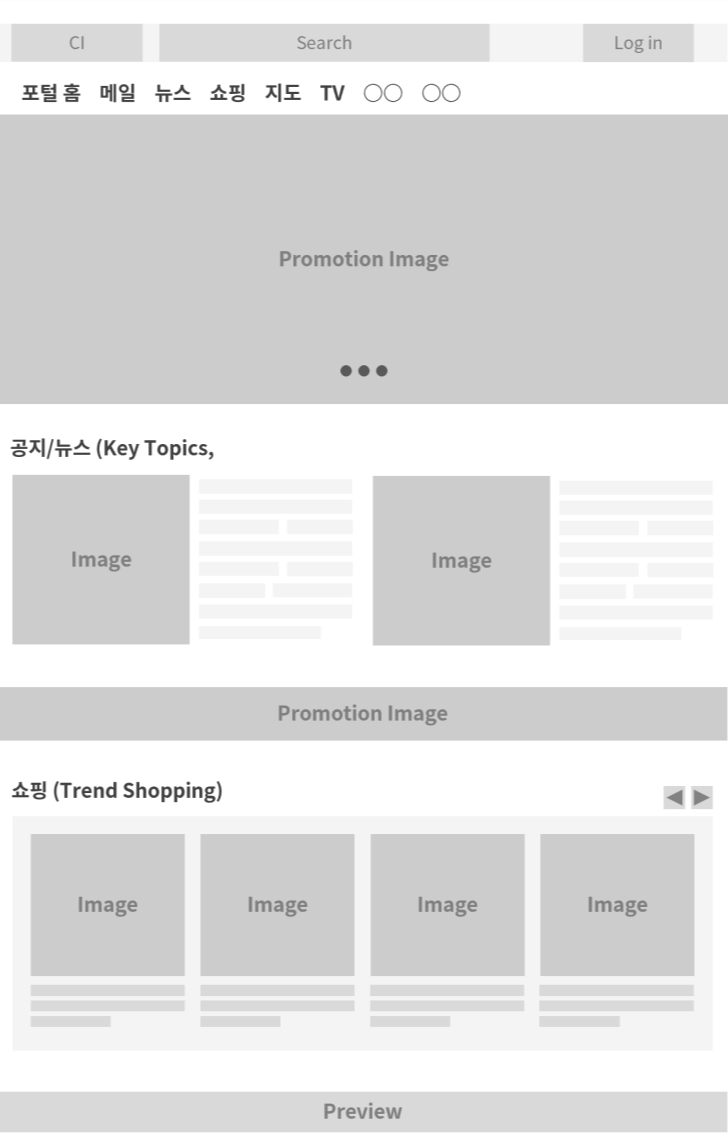 CI Search Log in
포털 홈 메일 뉴스 쇼핑 지도 TV ○○ ○○
Promotion Image
공지/뉴스 (Key Topics,
Image Image
Promotion Image
쇼핑 (Trend Shopping) ◀ ▶
Image Image Image Image
Preview